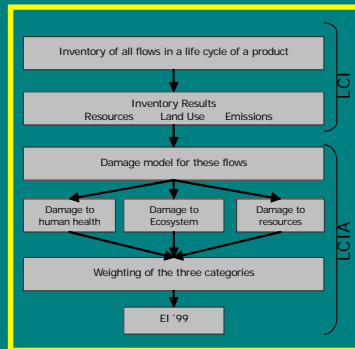 Inventory of all flows in a life cycle of a product
LCI
Inventory Results
Resources Land Use Emissions
Damage model for these flows
LCIA
Damage to
human health
Damage to
Ecosystem
Damage to
resources
Weighting of the three categories
EI ´99